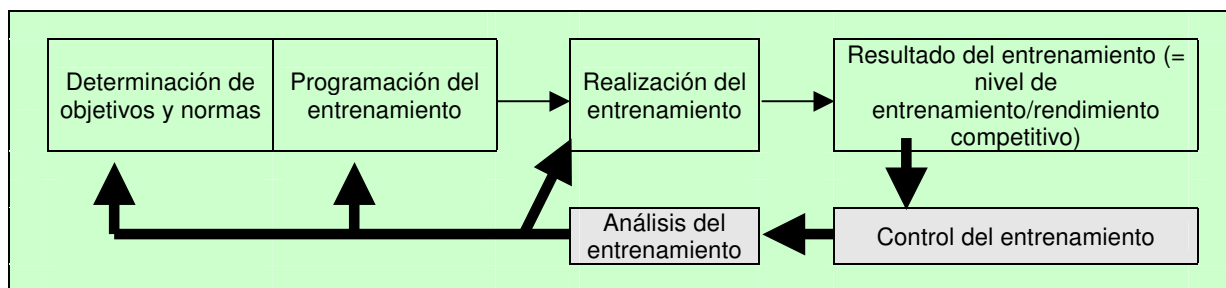 Determinación de
objetivos y normas
Programación del
entrenamiento
Realización del
entrenamiento
Resultado del entrenamiento (=
nivel de
entrenamiento/rendimiento
competitivo)
Análisis del
entrenamiento
Control del entrenamiento